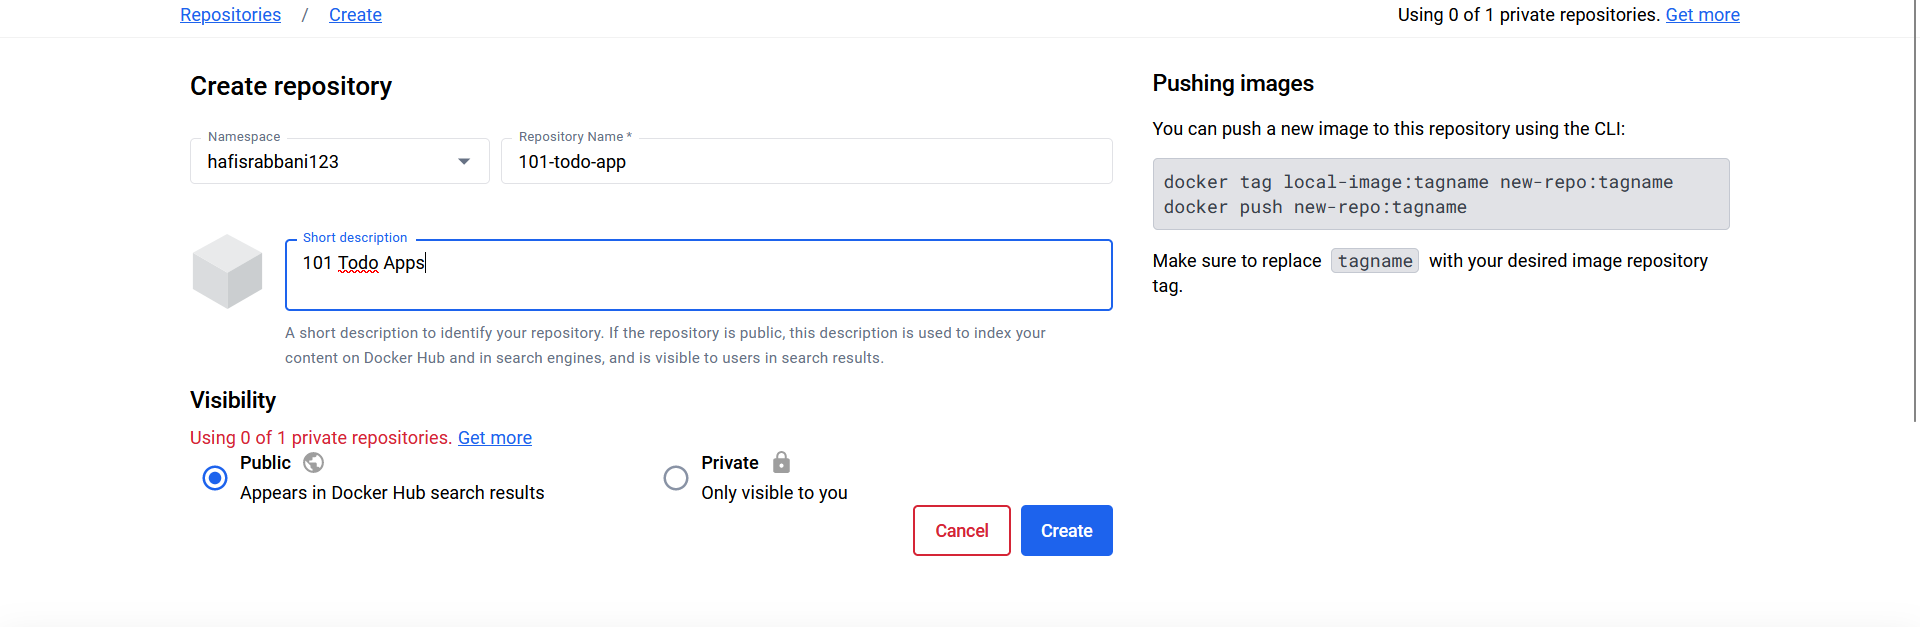 Repositories / Create
Using 0 of 1 private repositories. Get more
Create repository
Namespace
hafisrabbani123
Repository Name *
101-todo-app
Short description
101 Todo Apps
A short description to identify your repository. If the repository is public, this description is used to index your
content on Docker Hub and in search engines, and is visible to users in search results.
Visibility
Using 0 of 1 private repositories. Get more
Public
Appears in Docker Hub search results
Private
Only visible to you
Cancel
Create
Pushing images
You can push a new image to this repository using the CLI:
docker tag local-image:tagname new-repo:tagname
docker push new-repo:tagname
Make sure to replace tagname with your desired image repository
tag.